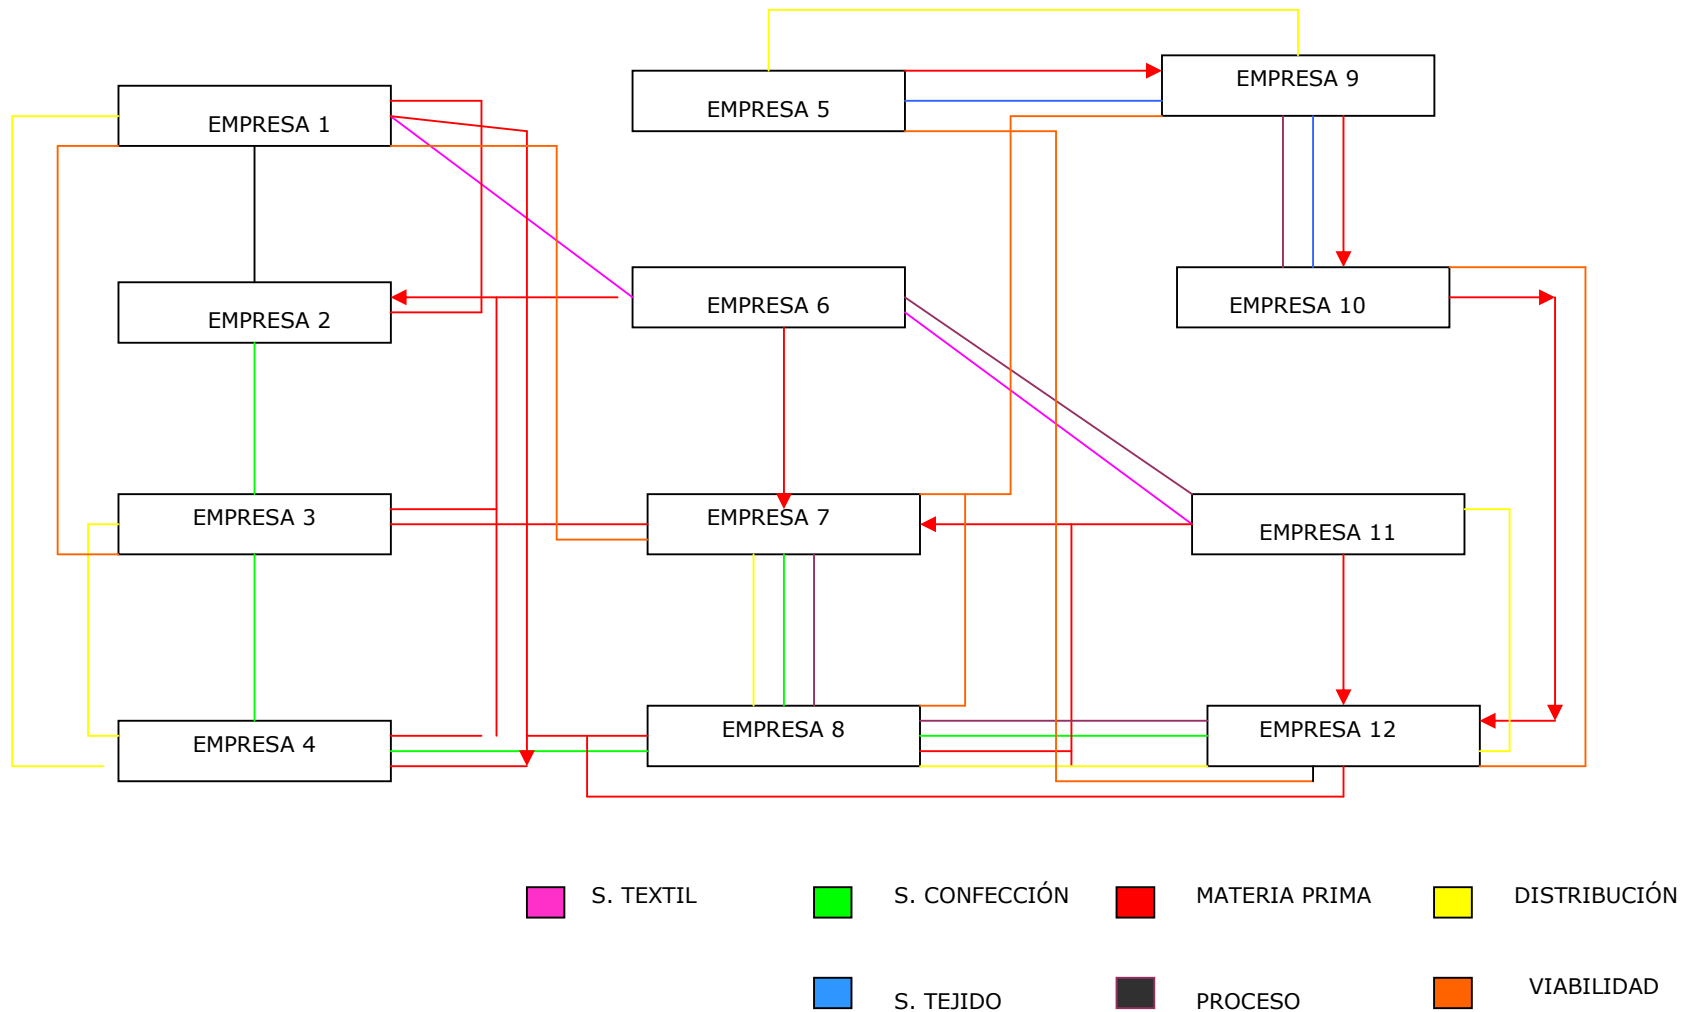 EMPRESA 9
EMPRESA 5
EMPRESA 1
EMPRESA 6
EMPRESA 10
EMPRESA 2
EMPRESA 3
EMPRESA 7
EMPRESA 11
EMPRESA 4
EMPRESA 8
EMPRESA 12
S. TEXTIL
S. CONFECCIÓN
MATERIA PRIMA
DISTRIBUCIÓN
S. TEJIDO
PROCESO
VIABILIDAD